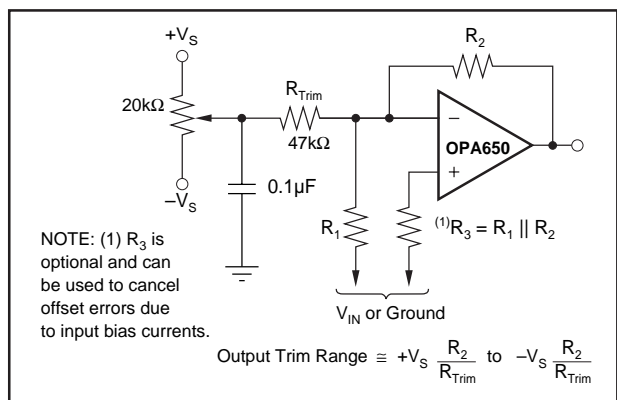 +VS
20kΩ
–VS
RTrim
47kΩ
0.1µF
R2
–
OPA650
+
R1
(1)R3 = R1 || R2
VIN or Ground
NOTE: (1) R3 is
optional and can
be used to cancel
offset errors due
to input bias currents.
Output Trim Range ≅ +VS R2/RTrim to –VS R2/RTrim